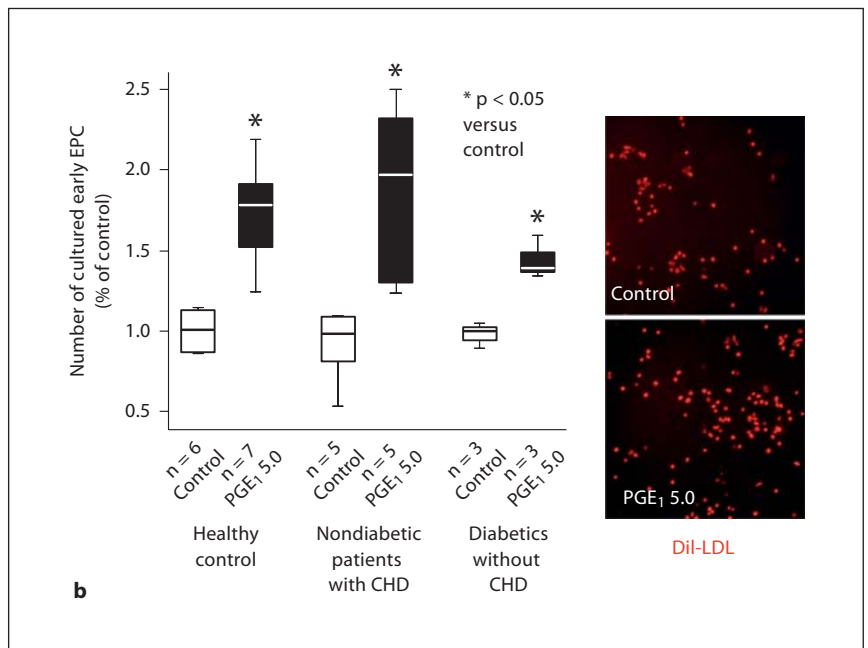 Number of cultured early EPC
(% of control)
2.5
2.0
1.5
1.0
0.5
*
*
*
* p < 0.05
versus
control
n = 6
Control
n = 7
PGE₁ 5.0
n = 5
Control
n = 5
PGE₁ 5.0
n = 3
Control
n = 3
PGE₁ 5.0
Healthy
control
Nondiabetic
patients
with CHD
Diabetics
without
CHD
Control
PGE₁ 5.0
Dil-LDL
b